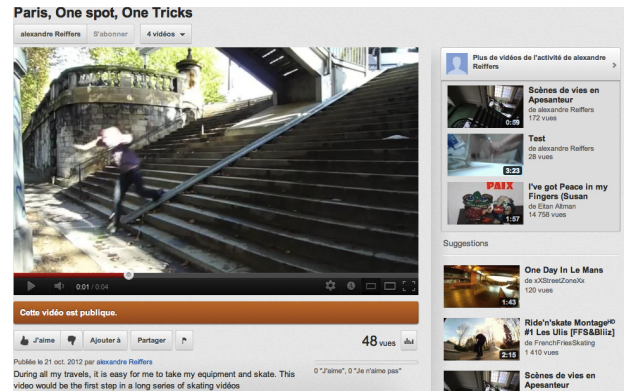 Paris, One spot, One Tricks
alexandre Reiffers S'abonner 4 vidéos
0:01 / 0:04
Cette vidéo est publique.
J'aime Ajouter à Partager 48 vues
Publiée le 21 oct. 2012 par alexandre Reiffers
0 "J'aime", 0 "Je n'aime pas"
During all my travels, it is easy for me to take my equipment and skate. This
video would be the first step in a long series of skating vidéos
Plus de vidéos de l'activité de alexandre
Reiffers
Scènes de vies en
Apesanteur
de alexandre Reiffers
172 vues
0:59
Test
de alexandre Reiffers
28 vues
3:23
PAIX
I've got Peace in my
Fingers (Susan
de Eitan Altman
14 758 vues
1:57
Suggestions
One Day In Le Mans
de xXStreetZoneXx
120 vues
1:43
Ride'n'skate Montage HD
#1 Les Ulis [FFS&Bliiz]
de FrenchFriesSkating
1 410 vues
2:15
Scènes de vies en
Apesanteur
de alexandre Reiffers